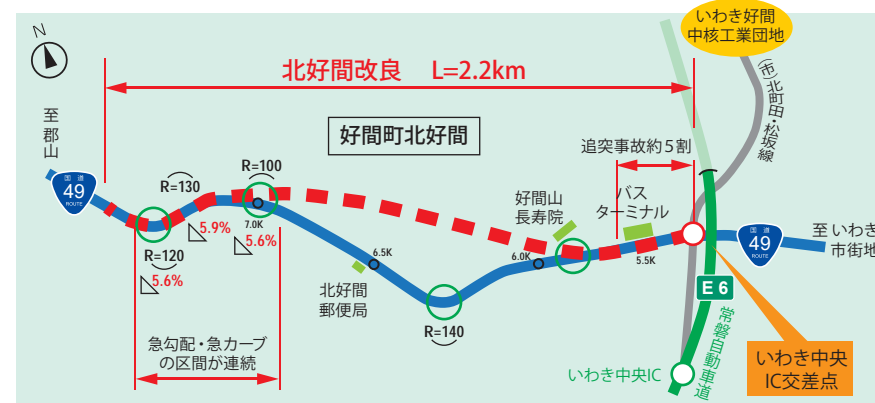 N
いわき好間
中核工業団地
北好間改良　L=2.2km
(市)北町田・松坂線
至郡山
好間町北好間
追突事故約5割
国道
49
ROUTE
R=130
R=100
好間山
長寿院
バス
ターミナル
5.9%
7.0K
5.6%
R=120
5.6%
6.5K
6.0K
5.5K
国道
49
ROUTE
至いわき
市街地
北好間
郵便局
R=140
E6
急勾配・急カーブ
の区間が連続
常磐自動車道
いわき中央IC
いわき中央
IC交差点